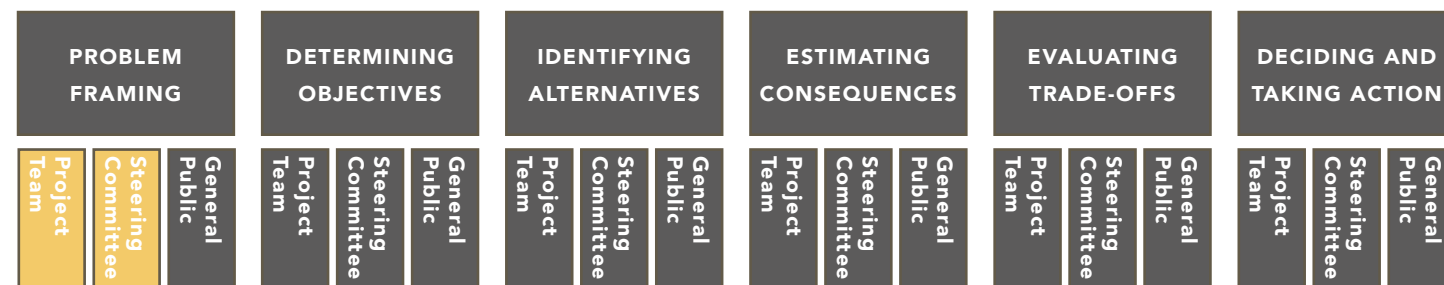 PROBLEM
FRAMING
DETERMINING
OBJECTIVES
IDENTIFYING
ALTERNATIVES
ESTIMATING
CONSEQUENCES
EVALUATING
TRADE-OFFS
DECIDING AND
TAKING ACTION
Project
Team
Steering
Committee
General
Public
Project
Team
Steering
Committee
General
Public
Project
Team
Steering
Committee
General
Public
Project
Team
Steering
Committee
General
Public
Project
Team
Steering
Committee
General
Public
Project
Team
Steering
Committee
General
Public